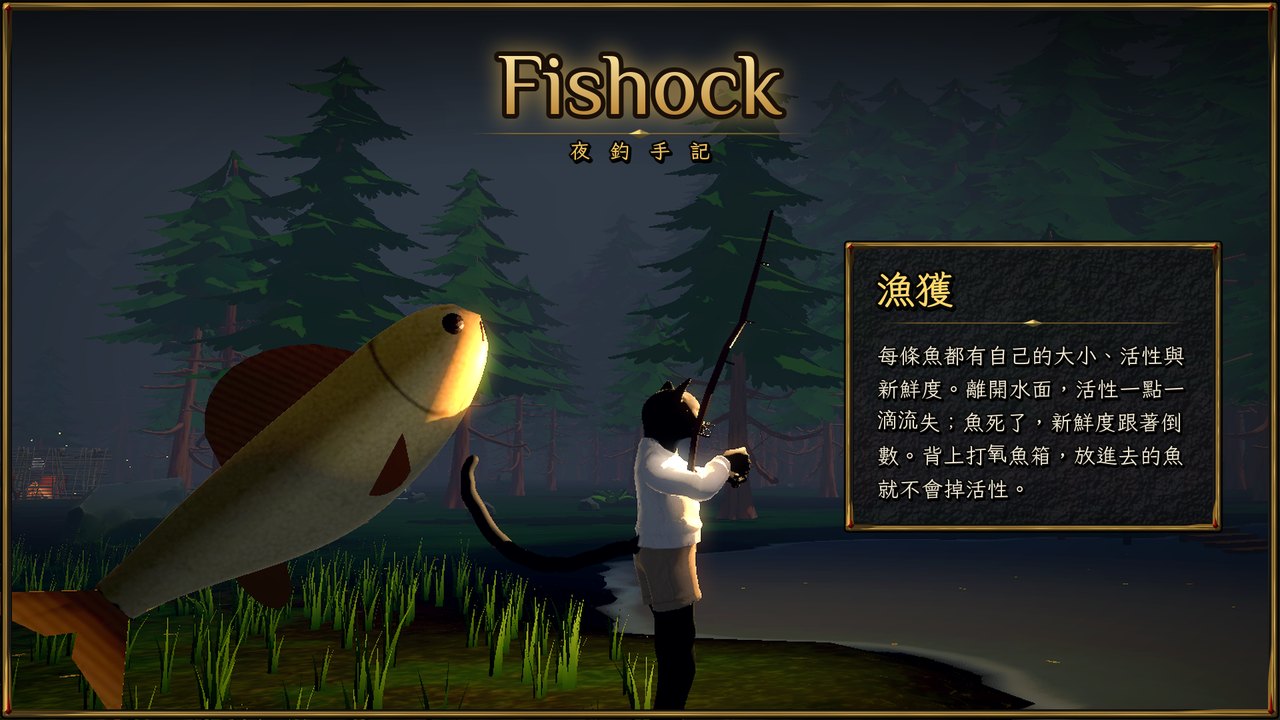 Fishock
夜釣手記
漁獲
每條魚都有自己的大小、活性與
新鮮度。離開水面，活性一點一
滴流失；魚死了，新鮮度跟著倒
數。背上打氧魚箱，放進去的魚
就不會掉活性。